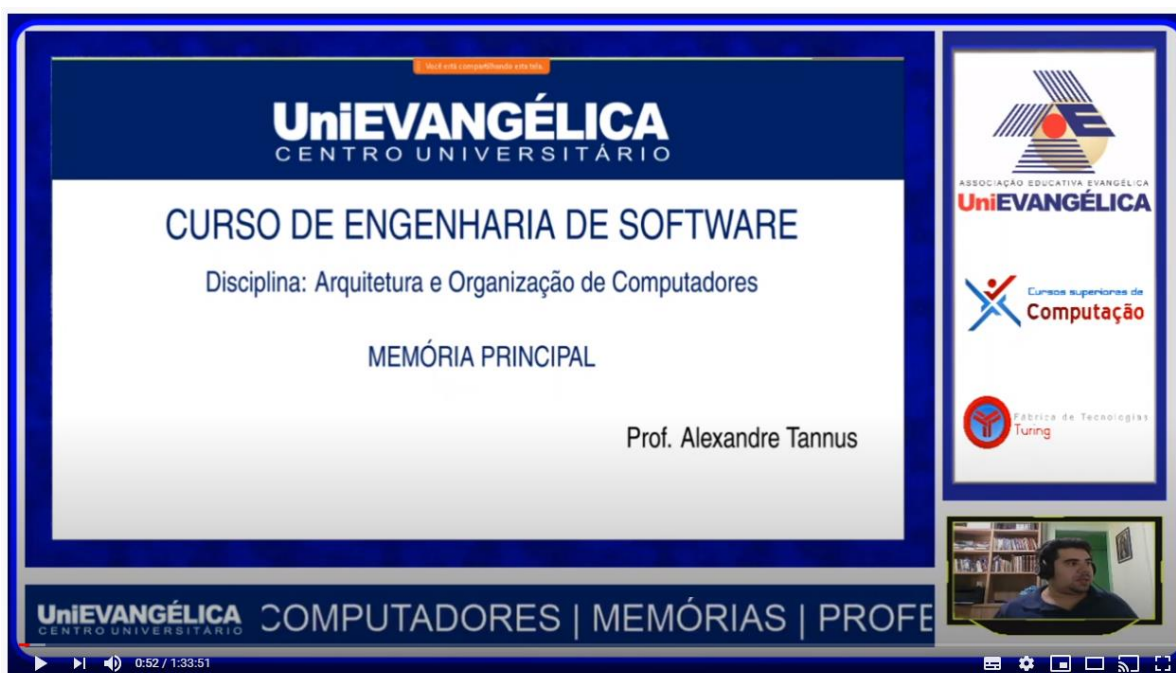 Você está compartilhando esta tela.
UniEVANGÉLICA
CENTRO UNIVERSITÁRIO
CURSO DE ENGENHARIA DE SOFTWARE
Disciplina: Arquitetura e Organização de Computadores
MEMÓRIA PRINCIPAL
Prof. Alexandre Tannus
ASSOCIAÇÃO EDUCATIVA EVANGÉLICA
UniEVANGÉLICA
Cursos superiores de
Computação
Fábrica de Tecnologias
Turing
UniEVANGÉLICA
CENTRO UNIVERSITÁRIO
COMPUTADORES | MEMÓRIAS | PROFE
0:52 / 1:33:51